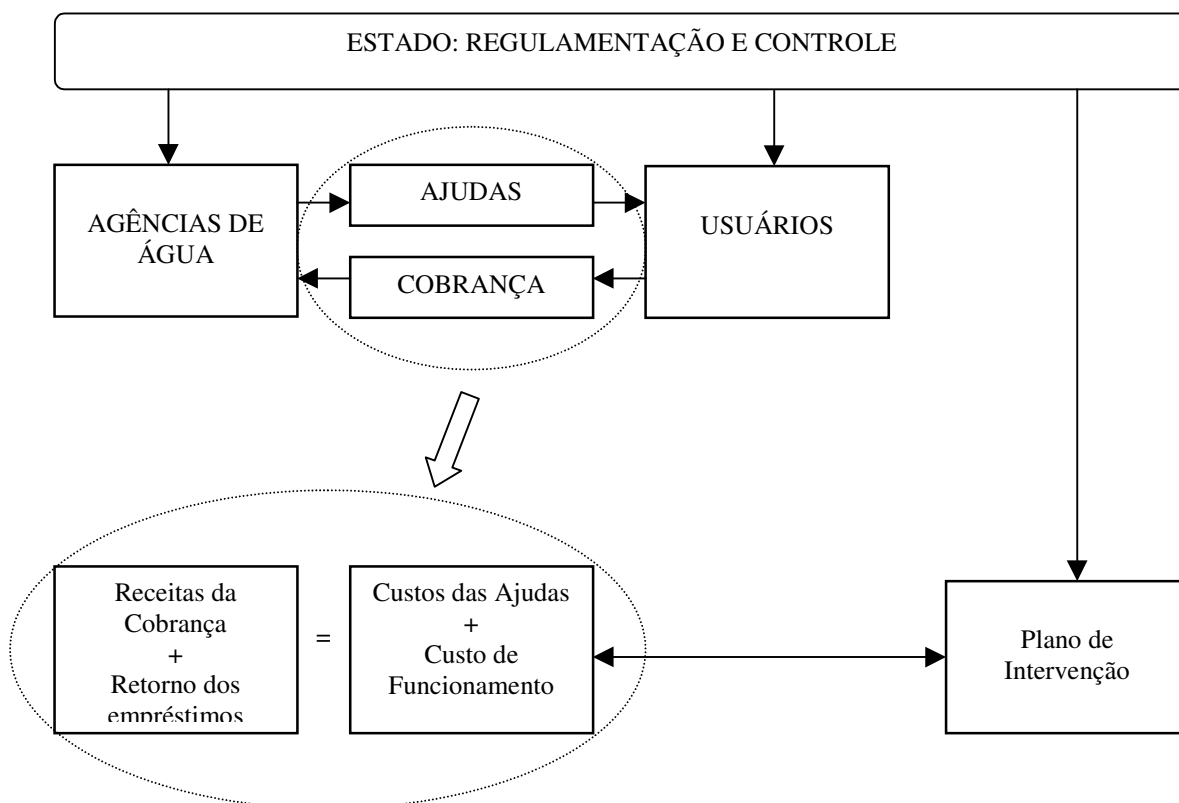 ESTADO: REGULAMENTAÇÃO E CONTROLE
AGÊNCIAS DE
ÁGUA
AJUDAS
COBRANÇA
USUÁRIOS
Receitas da
Cobrança
+
Retorno dos
empréstimos
=
Custos das Ajudas
+
Custo de
Funcionamento
Plano de
Intervenção